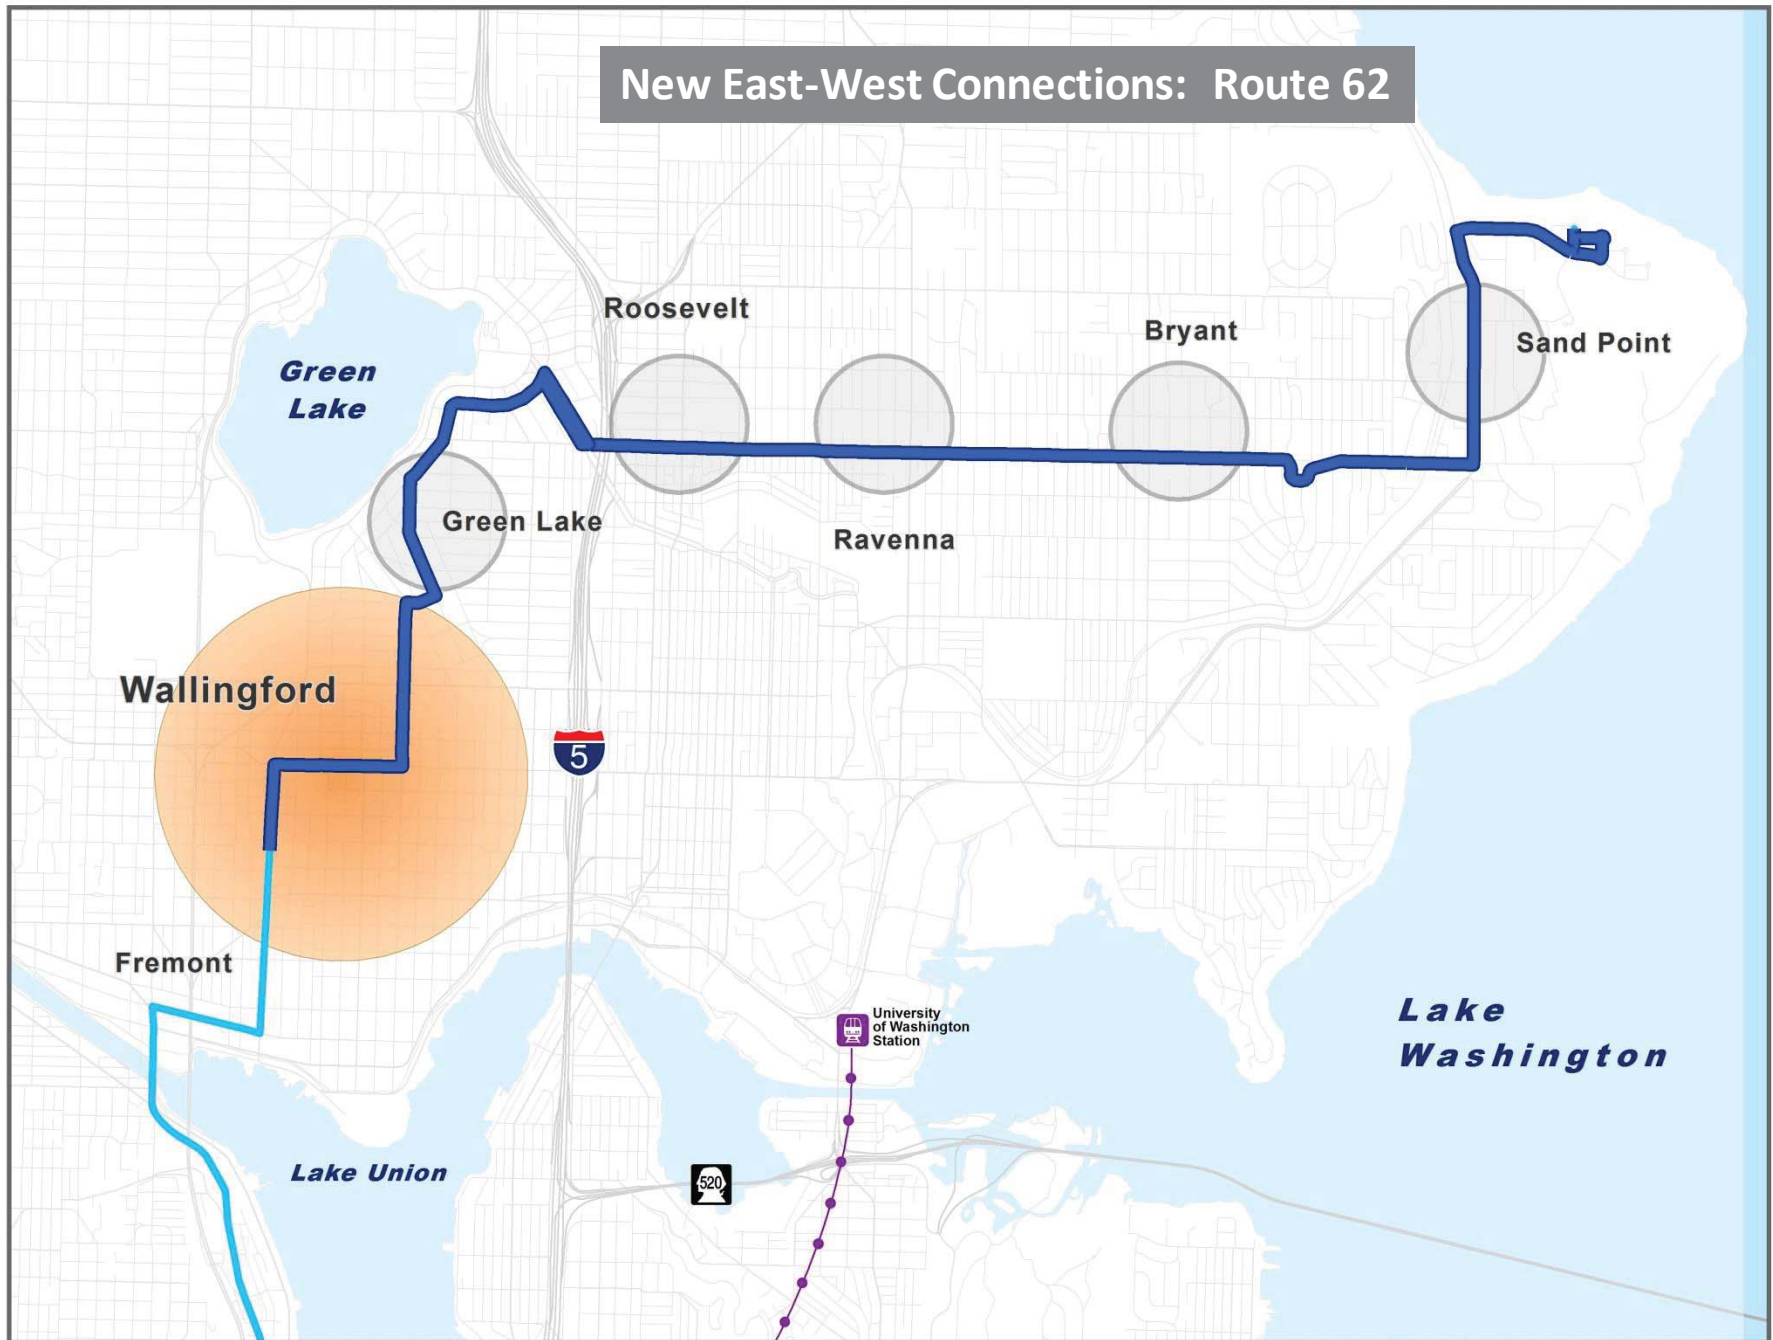 New East-West Connections: Route 62
Roosevelt
Bryant
Sand Point
Green
Lake
Green Lake
Ravenna
Wallingford
5
Fremont
University
of Washington
Station
Lake
Washington
Lake Union
520